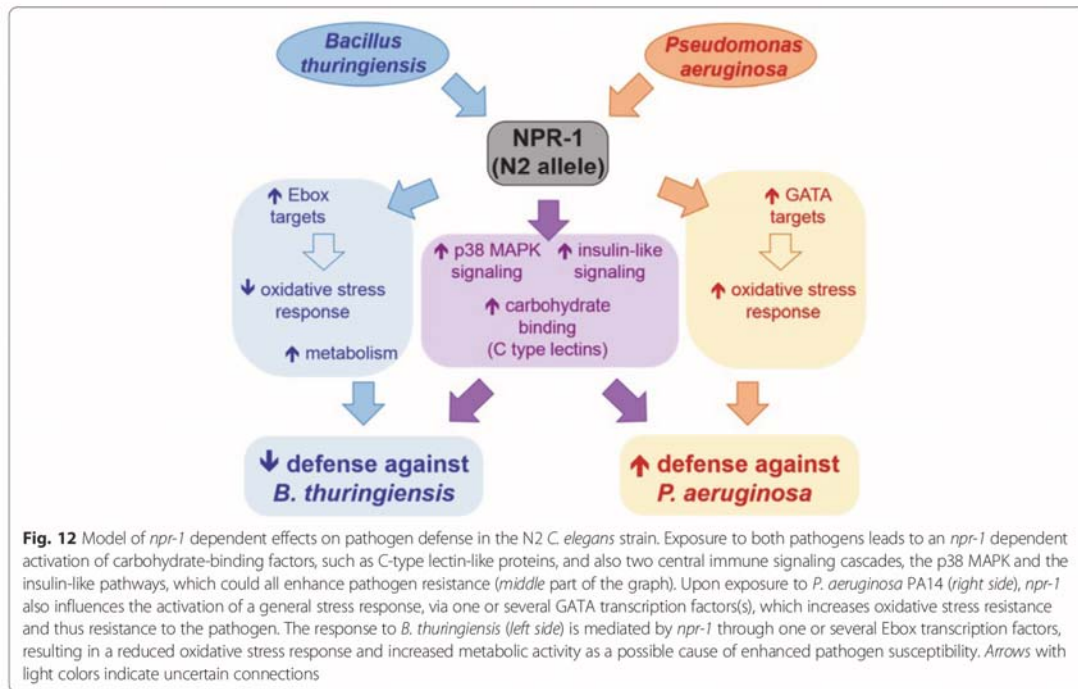 Bacillus
thuringiensis
Pseudomonas
aeruginosa
NPR-1
(N2 allele)
↑ Ebox
targets
↓ oxidative stress
response
↑ metabolism
↑ p38 MAPK
signaling
↑ insulin-like
signaling
↑ carbohydrate
binding
(C type lectins)
↑ GATA
targets
↑ oxidative stress
response
↓ defense against
B. thuringiensis
↑ defense against
P. aeruginosa
Fig. 12 Model of npr-1 dependent effects on pathogen defense in the N2 C. elegans strain. Exposure to both pathogens leads to an npr-1 dependent
activation of carbohydrate-binding factors, such as C-type lectin-like proteins, and also two central immune signaling cascades, the p38 MAPK and the
insulin-like pathways, which could all enhance pathogen resistance (middle part of the graph). Upon exposure to P. aeruginosa PA14 (right side), npr-1
also influences the activation of a general stress response, via one or several GATA transcription factors(s), which increases oxidative stress resistance
and thus resistance to the pathogen. The response to B. thuringiensis (left side) is mediated by npr-1 through one or several Ebox transcription factors,
resulting in a reduced oxidative stress response and increased metabolic activity as a possible cause of enhanced pathogen susceptibility. Arrows with
light colors indicate uncertain connections